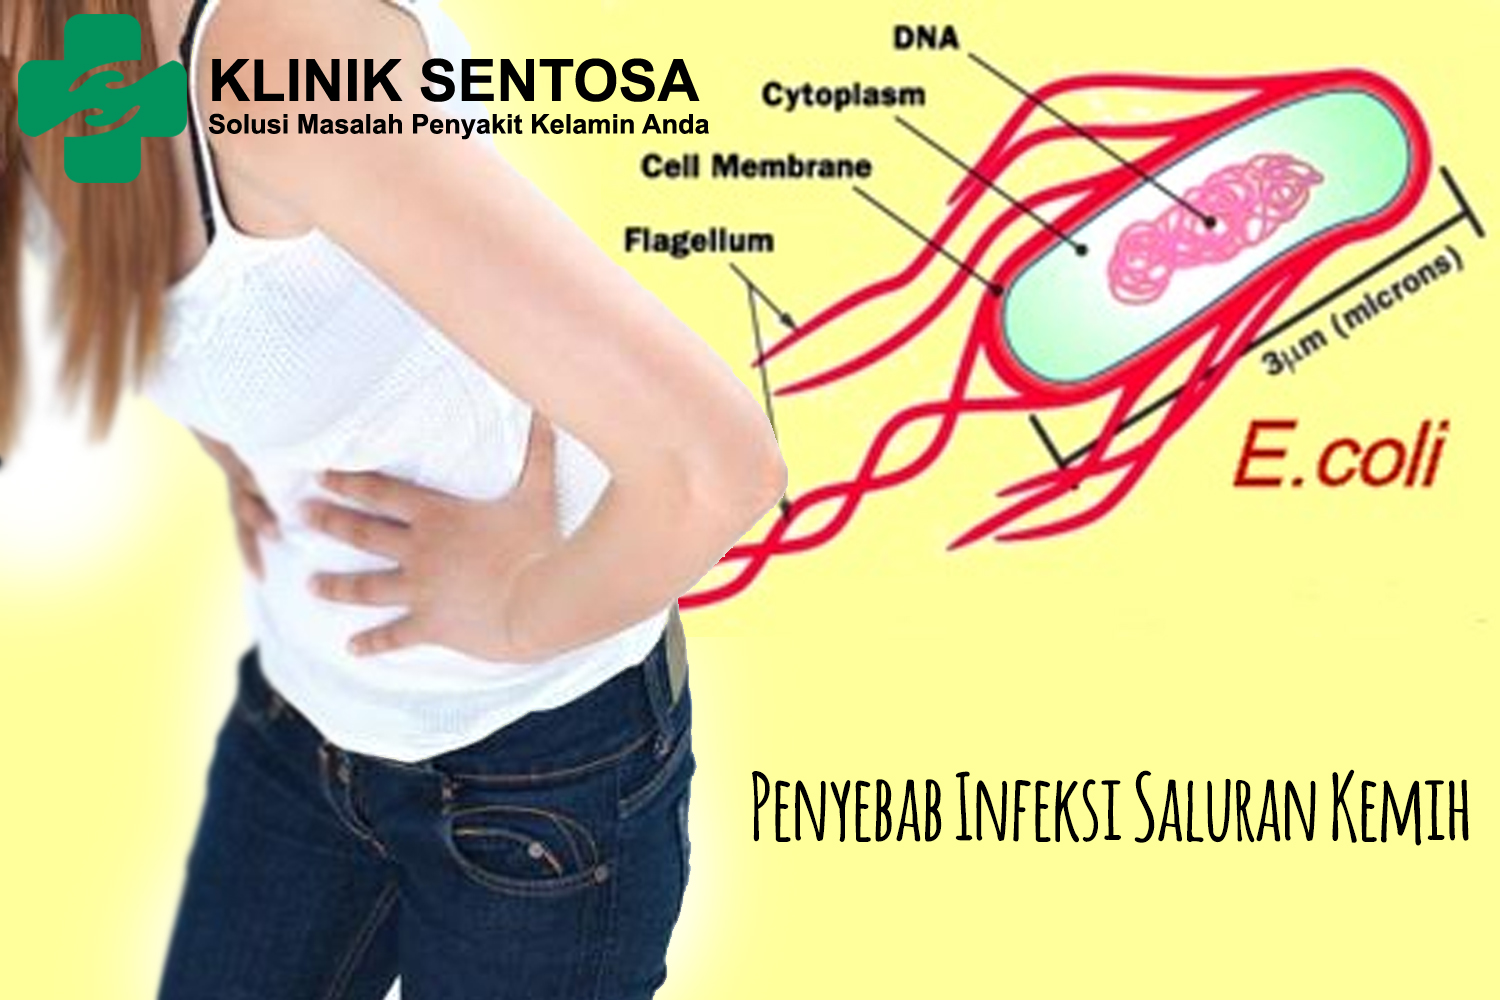 KLINIK SENTOSA
Solusi Masalah Penyakit Kelamin Anda
DNA
Cytoplasm
Cell Membrane
Flagellum
3µm (microns)
E.coli
PENYEBAB INFEKSI SALURAN KEMIH